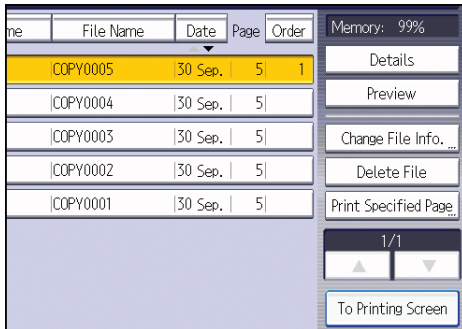 me File Name Date Page Order
COPY0005 30 Sep. 5 1
COPY0004 30 Sep. 5
COPY0003 30 Sep. 5
COPY0002 30 Sep. 5
COPY0001 30 Sep. 5
Memory: 99%
Details
Preview
Change File Info.
Delete File
Print Specified Page
1/1
To Printing Screen